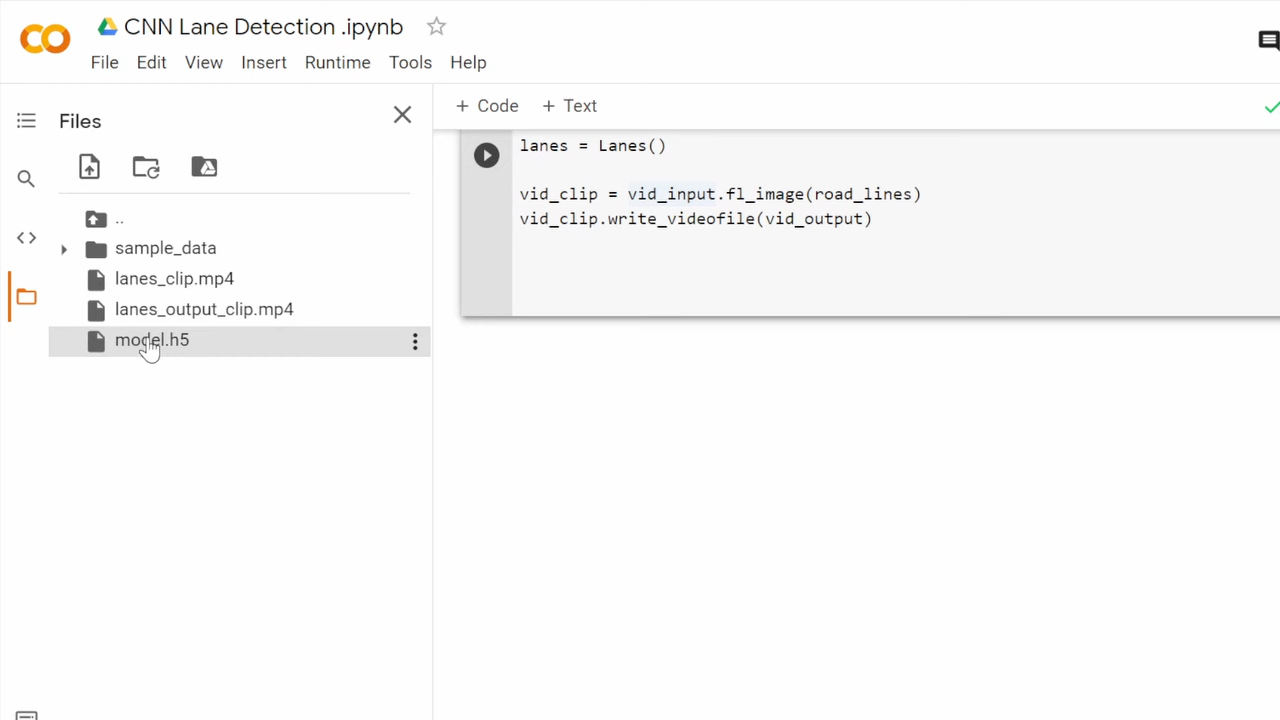 CNN Lane Detection .ipynb
File Edit View Insert Runtime Tools Help
Files
+ Code + Text
..
sample_data
lanes_clip.mp4
lanes_output_clip.mp4
model.h5
lanes = Lanes()
vid_clip = vid_input.fl_image(road_lines)
vid_clip.write_videofile(vid_output)